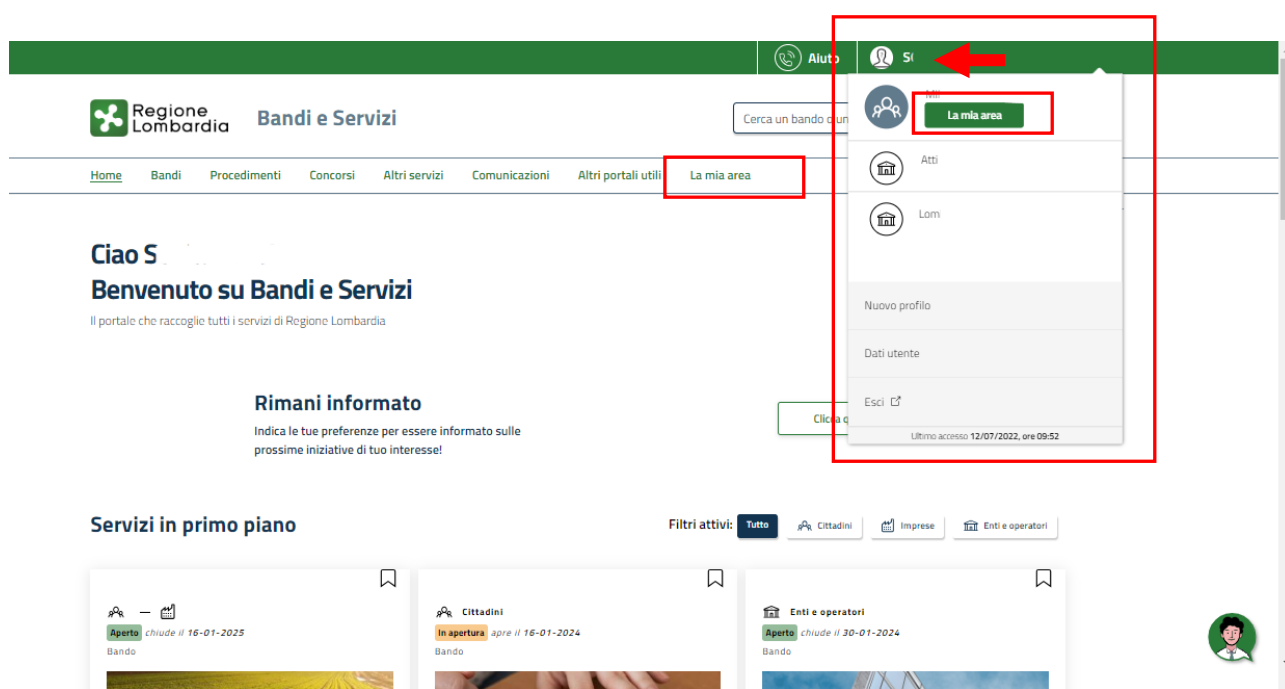 Aiuto
Regione
Lombardia
Bandi e Servizi
Cerca un bando o un
La mia area
Home Bandi Procedimenti Concorsi Altri servizi Comunicazioni Altri portali utili La mia area
Atti
Lom
Nuovo profilo
Dati utente
Esci
Ultimo accesso 12/07/2022, ore 09:52
Ciao S
Benvenuto su Bandi e Servizi
Il portale che raccoglie tutti i servizi di Regione Lombardia
Rimani informato
Indica le tue preferenze per essere informato sulle
prossime iniziative di tuo interesse!
Clicca q
Servizi in primo piano
Filtri attivi: Tutto Cittadini Imprese Enti e operatori
Aperto chiude il 16-01-2025
Bando
Cittadini
In apertura apre il 16-01-2024
Bando
Enti e operatori
Aperto chiude il 30-01-2024
Bando